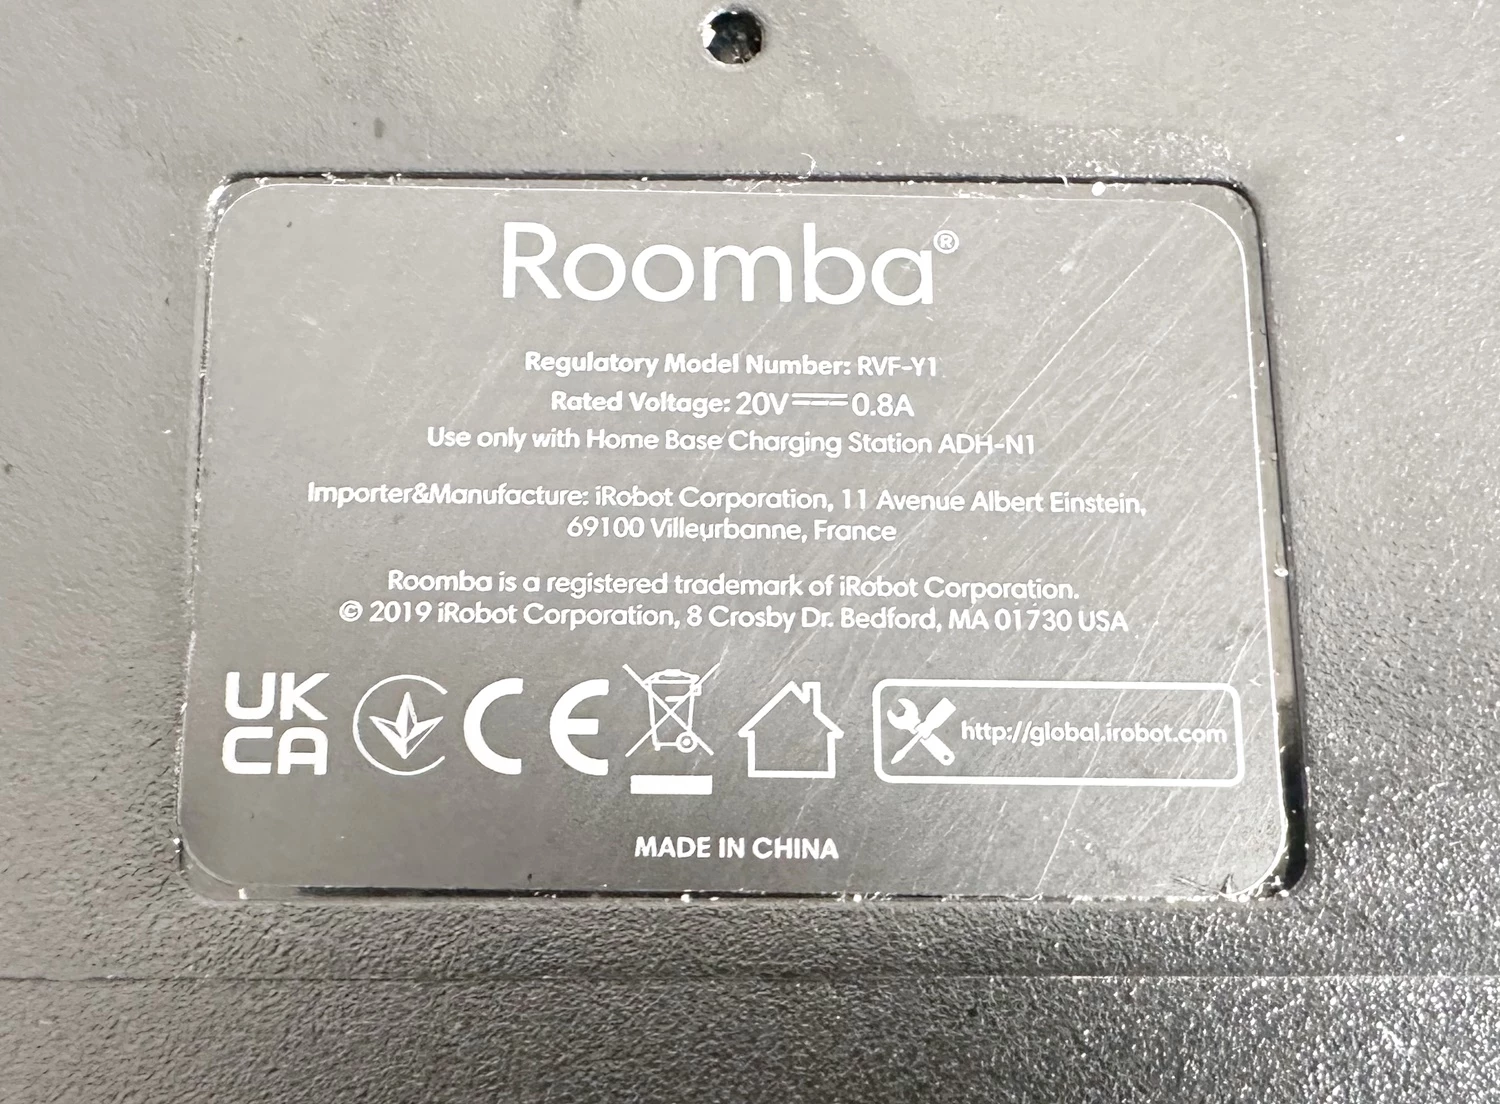 Roomba®
Regulatory Model Number: RVF-Y1
Rated Voltage: 20V⎓0.8A
Use only with Home Base Charging Station ADH-N1
Importer&Manufacture: iRobot Corporation, 11 Avenue Albert Einstein,
69100 Villeurbanne, France
Roomba is a registered trademark of iRobot Corporation.
© 2019 iRobot Corporation, 8 Crosby Dr. Bedford, MA 01730 USA
UK
CA
CE
http://global.irobot.com
MADE IN CHINA